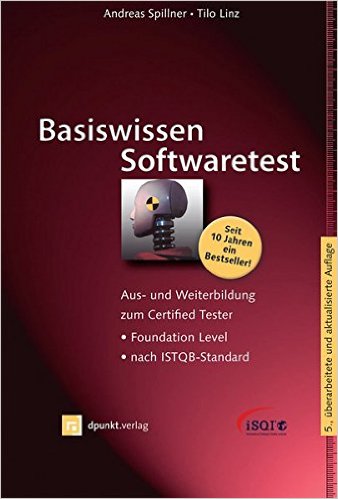 Andreas Spillner · Tilo Linz
Basiswissen
Softwaretest
Seit
10 Jahren
ein
Bestseller!
Aus- und Weiterbildung
zum Certified Tester
• Foundation Level
• nach ISTQB-Standard
5., überarbeitete und aktualisierte Auflage
dpunkt.verlag
iSQI